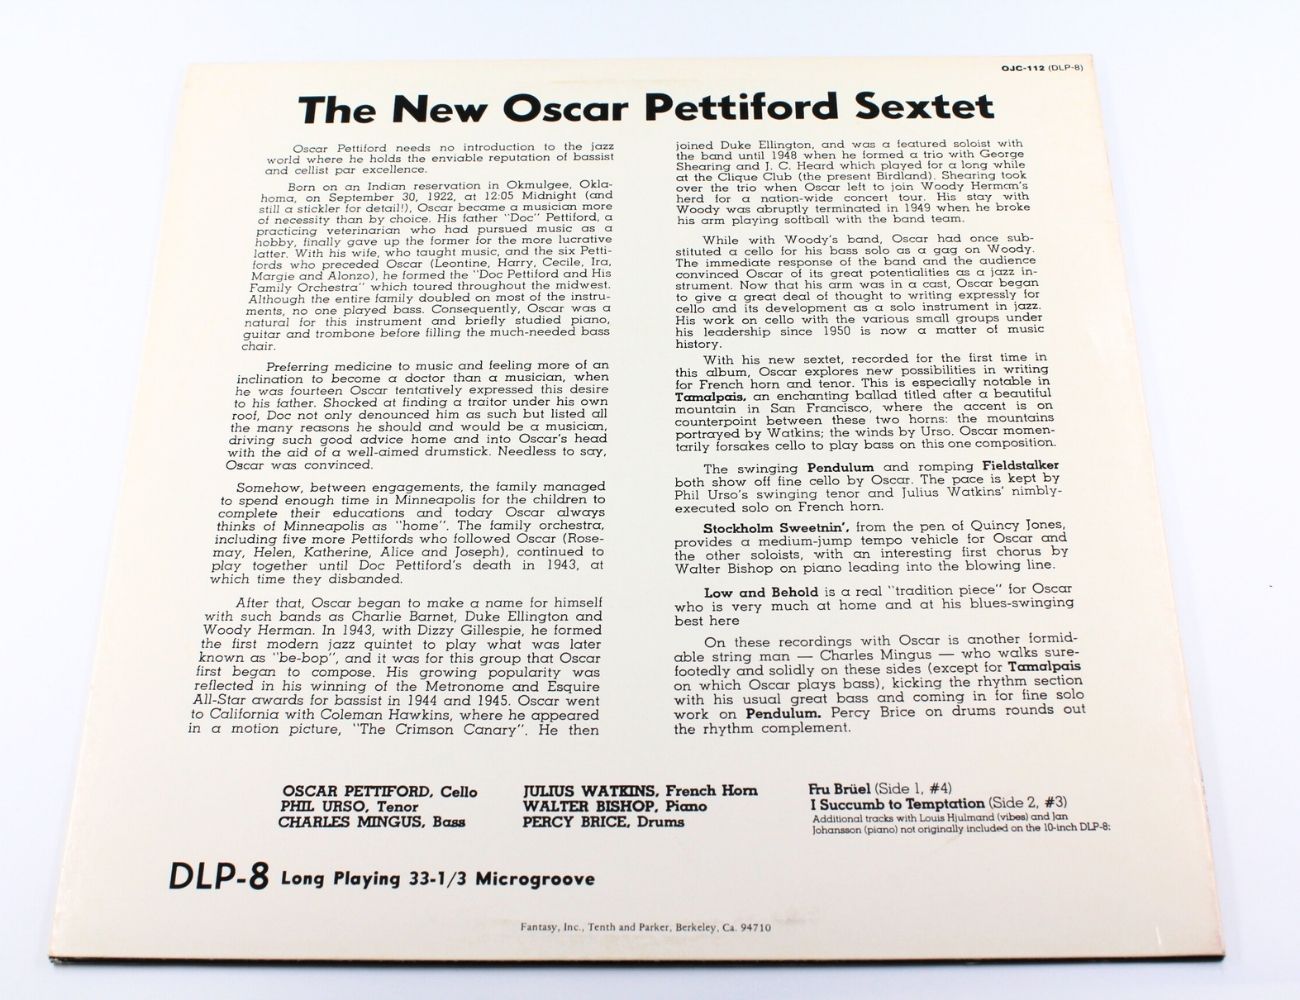 OJC-112 (DLP-8)
The New Oscar Pettiford Sextet
Oscar Pettiford needs no introduction to the jazz
world where he holds the enviable reputation of bassist
and cellist par excellence.
Born on an Indian reservation in Okmulgee, Okla-
homa, on September 30, 1922, at 12:05 Midnight (and
still a stickler for detail!), Oscar became a musician more
of necessity than by choice. His father "Doc" Pettiford, a
practicing veterinarian who had pursued music as a
hobby, finally gave up the former for the more lucrative
latter. With his wife, who taught music, and the six Petti-
fords who preceded Oscar (Leontine, Harry, Cecile, Ira,
Margie and Alonzo), he formed the "Doc Pettiford and His
Family Orchestra" which toured throughout the midwest.
Although the entire family doubled on most of the instru-
ments, no one played bass. Consequently, Oscar was a
natural for this instrument and briefly studied piano,
guitar and trombone before filling the much-needed bass
chair.
Preferring medicine to music and feeling more of an
inclination to become a doctor than a musician, when
he was fourteen Oscar tentatively expressed this desire
to his father. Shocked at finding a traitor under his own
roof, Doc not only denounced him as such but listed all
the many reasons he should and would be a musician,
driving such good advice home and into Oscar's head
with the aid of a well-aimed drumstick. Needless to say,
Oscar was convinced.
Somehow, between engagements, the family managed
to spend enough time in Minneapolis for the children to
complete their educations and today Oscar always
thinks of Minneapolis as "home". The family orchestra,
including five more Pettifords who followed Oscar (Rose-
may, Helen, Katherine, Alice and Joseph), continued to
play together until Doc Pettiford's death in 1943, at
which time they disbanded.
After that, Oscar began to make a name for himself
with such bands as Charlie Barnet, Duke Ellington and
Woody Herman. In 1943, with Dizzy Gillespie, he formed
the first modern jazz quintet to play what was later
known as "be-bop", and it was for this group that Oscar
first began to compose. His growing popularity was
reflected in his winning of the Metronome and Esquire
All-Star awards for bassist in 1944 and 1945. Oscar went
to California with Coleman Hawkins, where he appeared
in a motion picture, "The Crimson Canary". He then
joined Duke Ellington, and was a featured soloist with
the band until 1948 when he formed a trio with George
Shearing and J. C. Heard which played for a long while
at the Clique Club (the present Birdland). Shearing took
over the trio when Oscar left to join Woody Herman's
herd for a nation-wide concert tour. His stay with
Woody was abruptly terminated in 1949 when he broke
his arm playing softball with the band team.
While with Woody's band, Oscar had once sub-
stituted a cello for his bass solo as a gag on Woody.
The immediate response of the band and the audience
convinced Oscar of its great potentialities as a jazz in-
strument. Now that his arm was in a cast, Oscar began
to give a great deal of thought to writing expressly for
cello and its development as a solo instrument in jazz.
His work on cello with the various small groups under
his leadership since 1950 is now a matter of music
history.
With his new sextet, recorded for the first time in
this album, Oscar explores new possibilities in writing
for French horn and tenor. This is especially notable in
Tamalpais, an enchanting ballad titled after a beautiful
mountain in San Francisco, where the accent is on
counterpoint between these two horns: the mountains
portrayed by Watkins; the winds by Urso. Oscar momen-
tarily forsakes cello to play bass on this one composition.
The swinging Pendulum and romping Fieldstalker
both show off fine cello by Oscar. The pace is kept by
Phil Urso's swinging tenor and Julius Watkins' nimbly-
executed solo on French horn.
Stockholm Sweetnin', from the pen of Quincy Jones,
provides a medium-jump tempo vehicle for Oscar and
the other soloists, with an interesting first chorus by
Walter Bishop on piano leading into the blowing line.
Low and Behold is a real "tradition piece" for Oscar
who is very much at home and at his blues-swinging
best here
On these recordings with Oscar is another formid-
able string man — Charles Mingus — who walks sure-
footedly and solidly on these sides (except for Tamalpais
on which Oscar plays bass), kicking the rhythm section
with his usual great bass and coming in for fine solo
work on Pendulum. Percy Brice on drums rounds out
the rhythm complement.
OSCAR PETTIFORD, Cello
PHIL URSO, Tenor
CHARLES MINGUS, Bass
JULIUS WATKINS, French Horn
WALTER BISHOP, Piano
PERCY BRICE, Drums
Fru Brüel (Side 1, #4)
I Succumb to Temptation (Side 2, #3)
Additional tracks with Louis Hjulmand (vibes) and Jan
Johansson (piano) not originally included on the 10-inch DLP-8:
DLP-8 Long Playing 33-1/3 Microgroove
Fantasy, Inc., Tenth and Parker, Berkeley, Ca. 94710